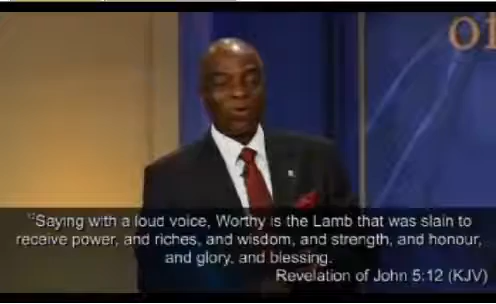 ¹²Saying with a loud voice, Worthy is the Lamb that was slain to
receive power, and riches, and wisdom, and strength, and honour,
and glory, and blessing.
Revelation of John 5:12 (KJV)